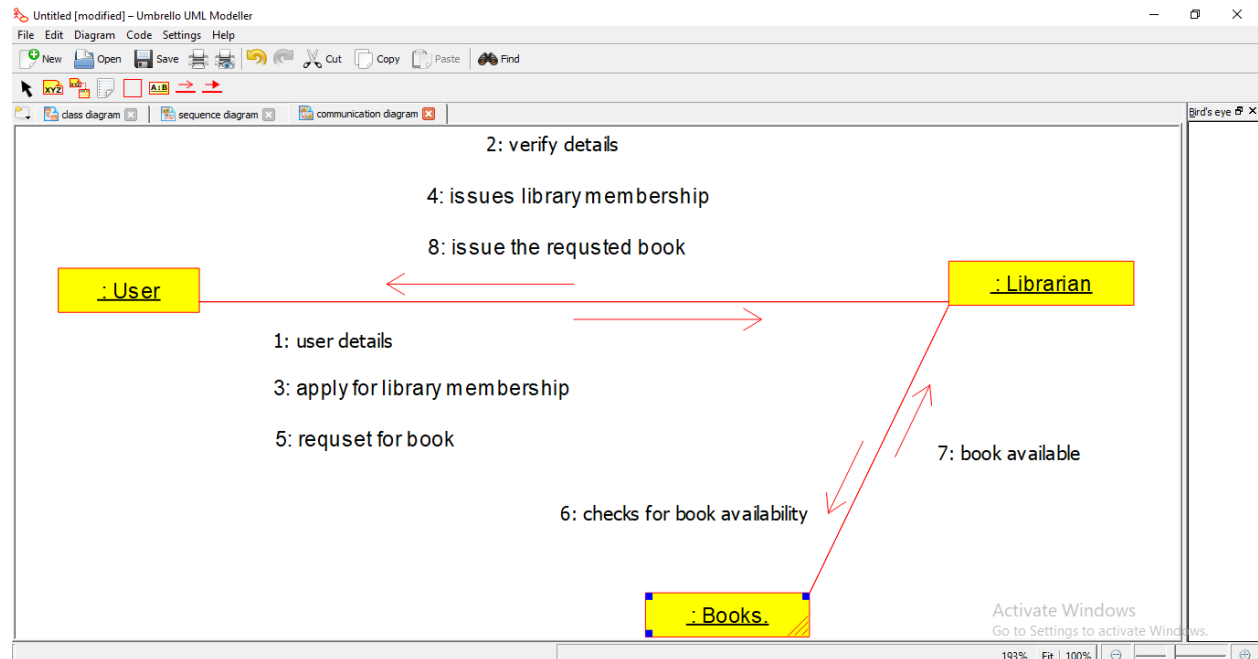 Untitled [modified] – Umbrello UML Modeller
File Edit Diagram Code Settings Help
New Open Save Cut Copy Paste Find
XYZ XYZ A:B
class diagram sequence diagram communication diagram
Bird's eye
2: verify details
4: issues library membership
8: issue the requsted book
: User
: Librarian
1: user details
3: apply for library membership
5: requset for book
7: book available
6: checks for book availability
: Books.
Activate Windows
Go to Settings to activate Windows.
193% Fit 100%